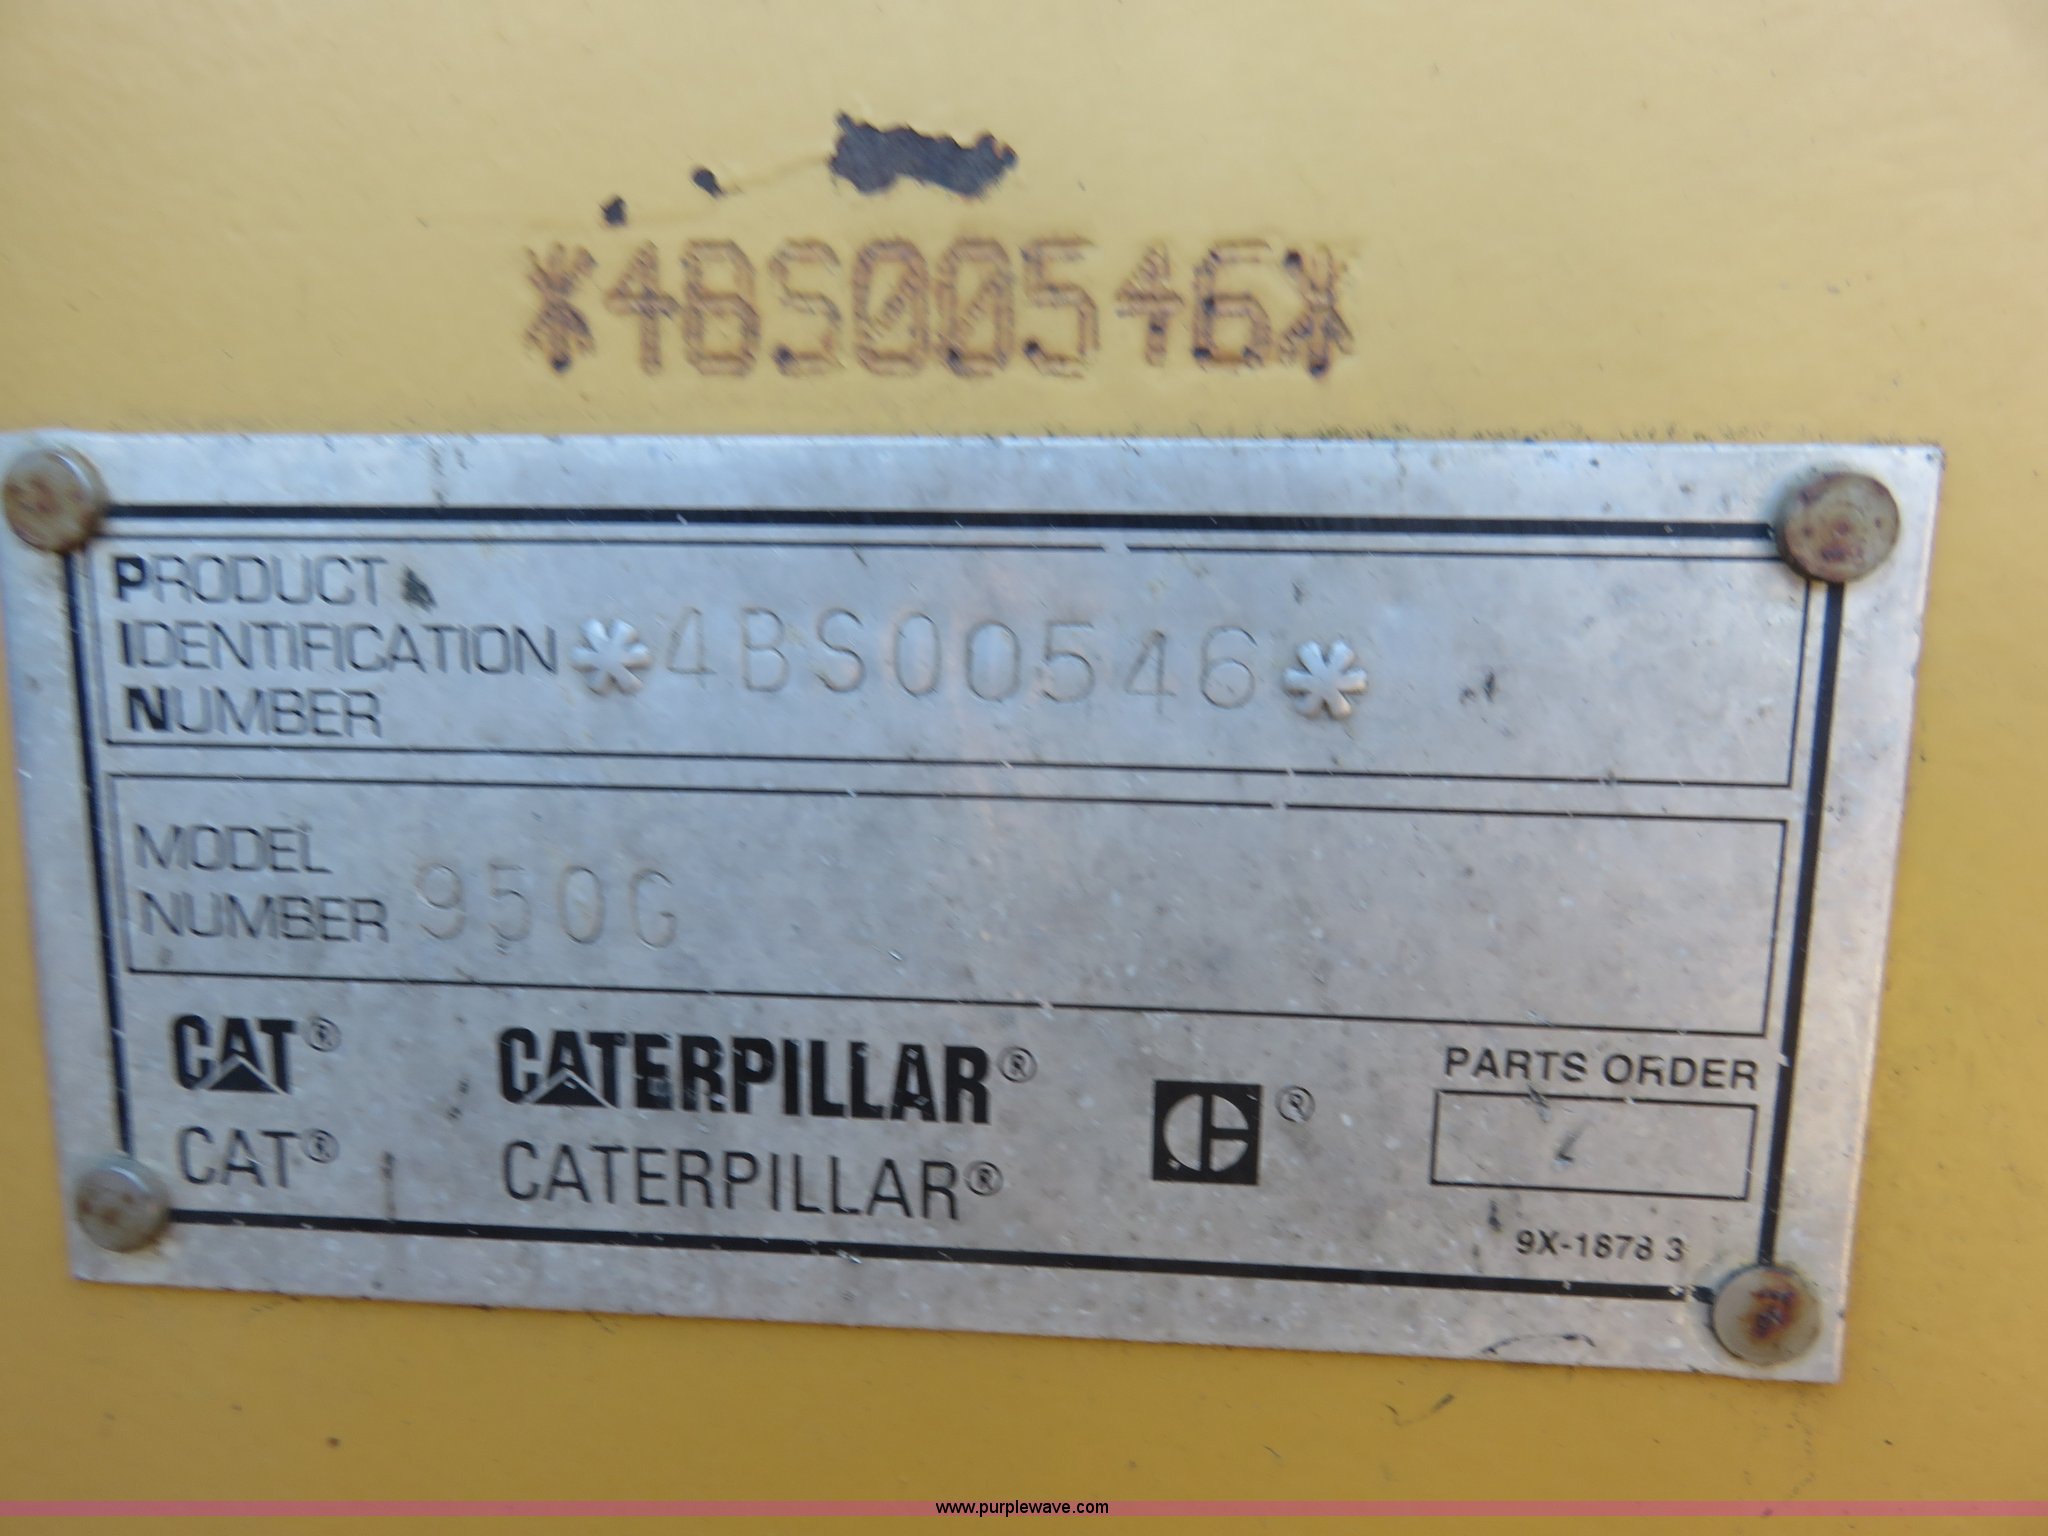 *4BS00546*
PRODUCT
IDENTIFICATION *4BS00546*
NUMBER
MODEL
NUMBER 950G
CAT® CATERPILLAR® ®
CAT® CATERPILLAR®
PARTS ORDER
9X-1878 3
www.purplewave.com